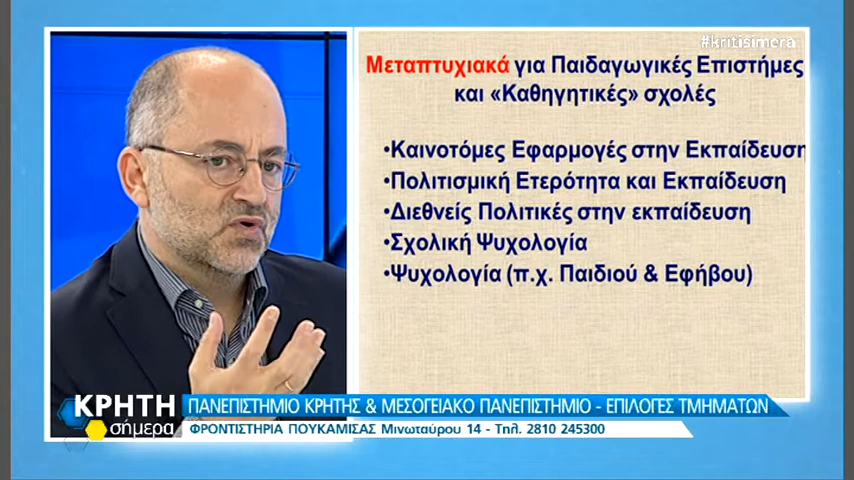 #kritisimera
Μεταπτυχιακά για Παιδαγωγικές Επιστήμες
και «Καθηγητικές» σχολές
•Καινοτόμες Εφαρμογές στην Εκπαίδευση
•Πολιτισμική Ετερότητα και Εκπαίδευση
•Διεθνείς Πολιτικές στην εκπαίδευση
•Σχολική Ψυχολογία
•Ψυχολογία (π.χ. Παιδιού & Εφήβου)
ΚΡΗΤΗ
σήμερα
ΠΑΝΕΠΙΣΤΗΜΙΟ ΚΡΗΤΗΣ & ΜΕΣΟΓΕΙΑΚΟ ΠΑΝΕΠΙΣΤΗΜΙΟ - ΕΠΙΛΟΓΕΣ ΤΜΗΜΑΤΩΝ
ΦΡΟΝΤΙΣΤΗΡΙΑ ΠΟΥΚΑΜΙΣΑΣ Μινωταύρου 14 - Τηλ. 2810 245300